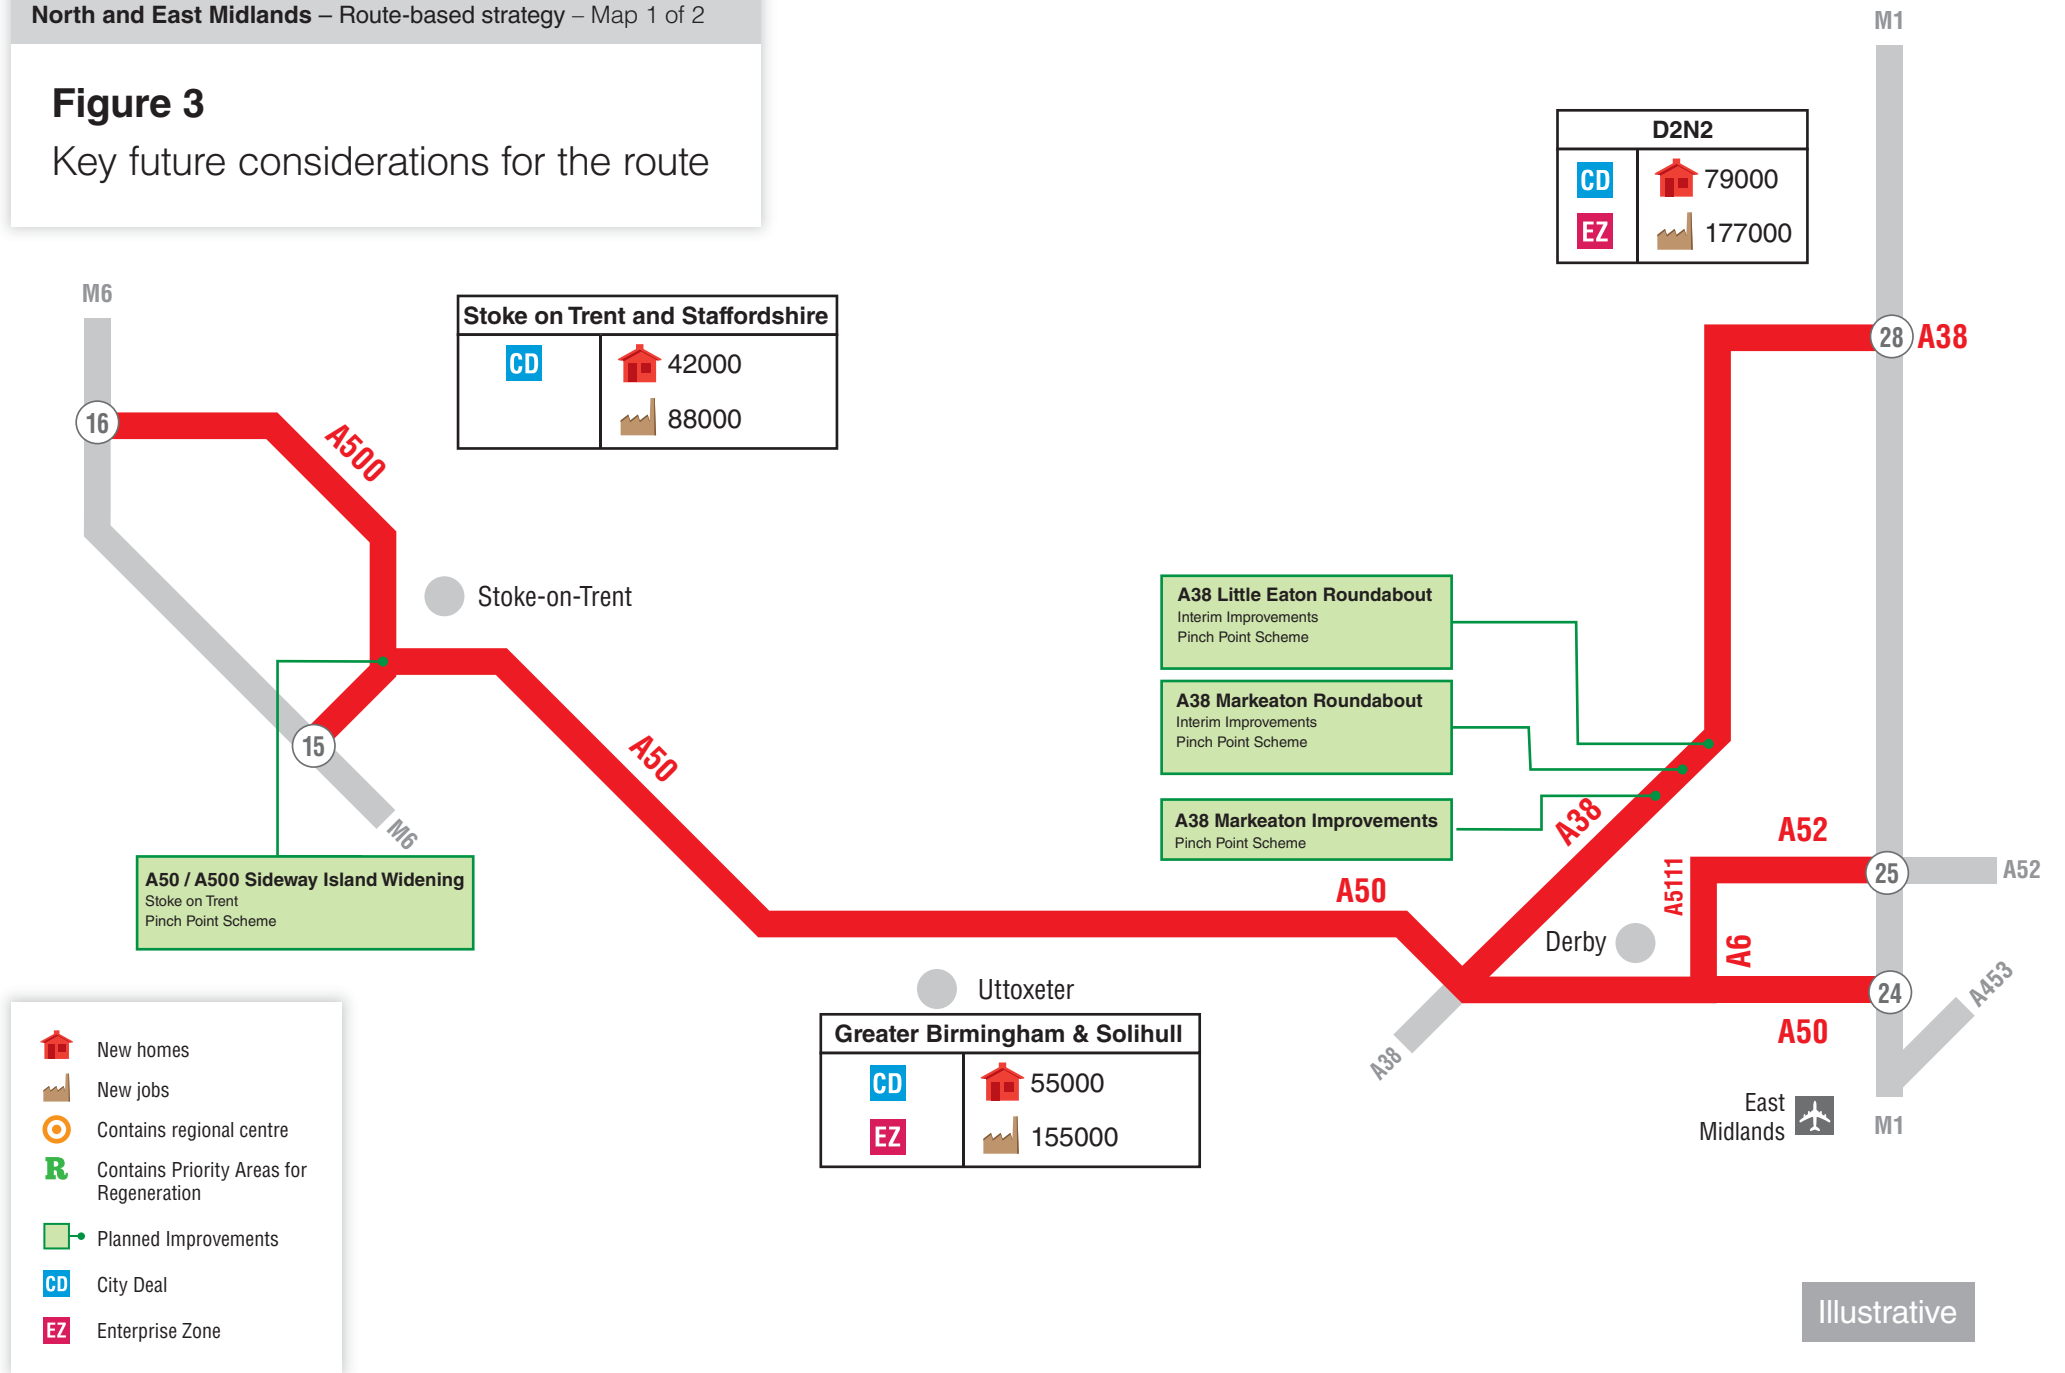 North and East Midlands – Route-based strategy – Map 1 of 2
Figure 3
Key future considerations for the route
M1
D2N2
CD
79000
EZ
177000
M6
Stoke on Trent and Staffordshire
CD
42000
88000
28
A38
16
A500
Stoke-on-Trent
A38 Little Eaton Roundabout
Interim Improvements
Pinch Point Scheme
A38 Markeaton Roundabout
Interim Improvements
Pinch Point Scheme
15
A50
M6
A38 Markeaton Improvements
Pinch Point Scheme
A38
A52
A50 / A500 Sideway Island Widening
Stoke on Trent
Pinch Point Scheme
A50
A5111
25
A52
Derby
A6
Uttoxeter
24
A453
A50
A38
Greater Birmingham & Solihull
CD
55000
EZ
155000
East
Midlands
M1
New homes
New jobs
Contains regional centre
R
Contains Priority Areas for
Regeneration
Planned Improvements
CD
City Deal
EZ
Enterprise Zone
Illustrative